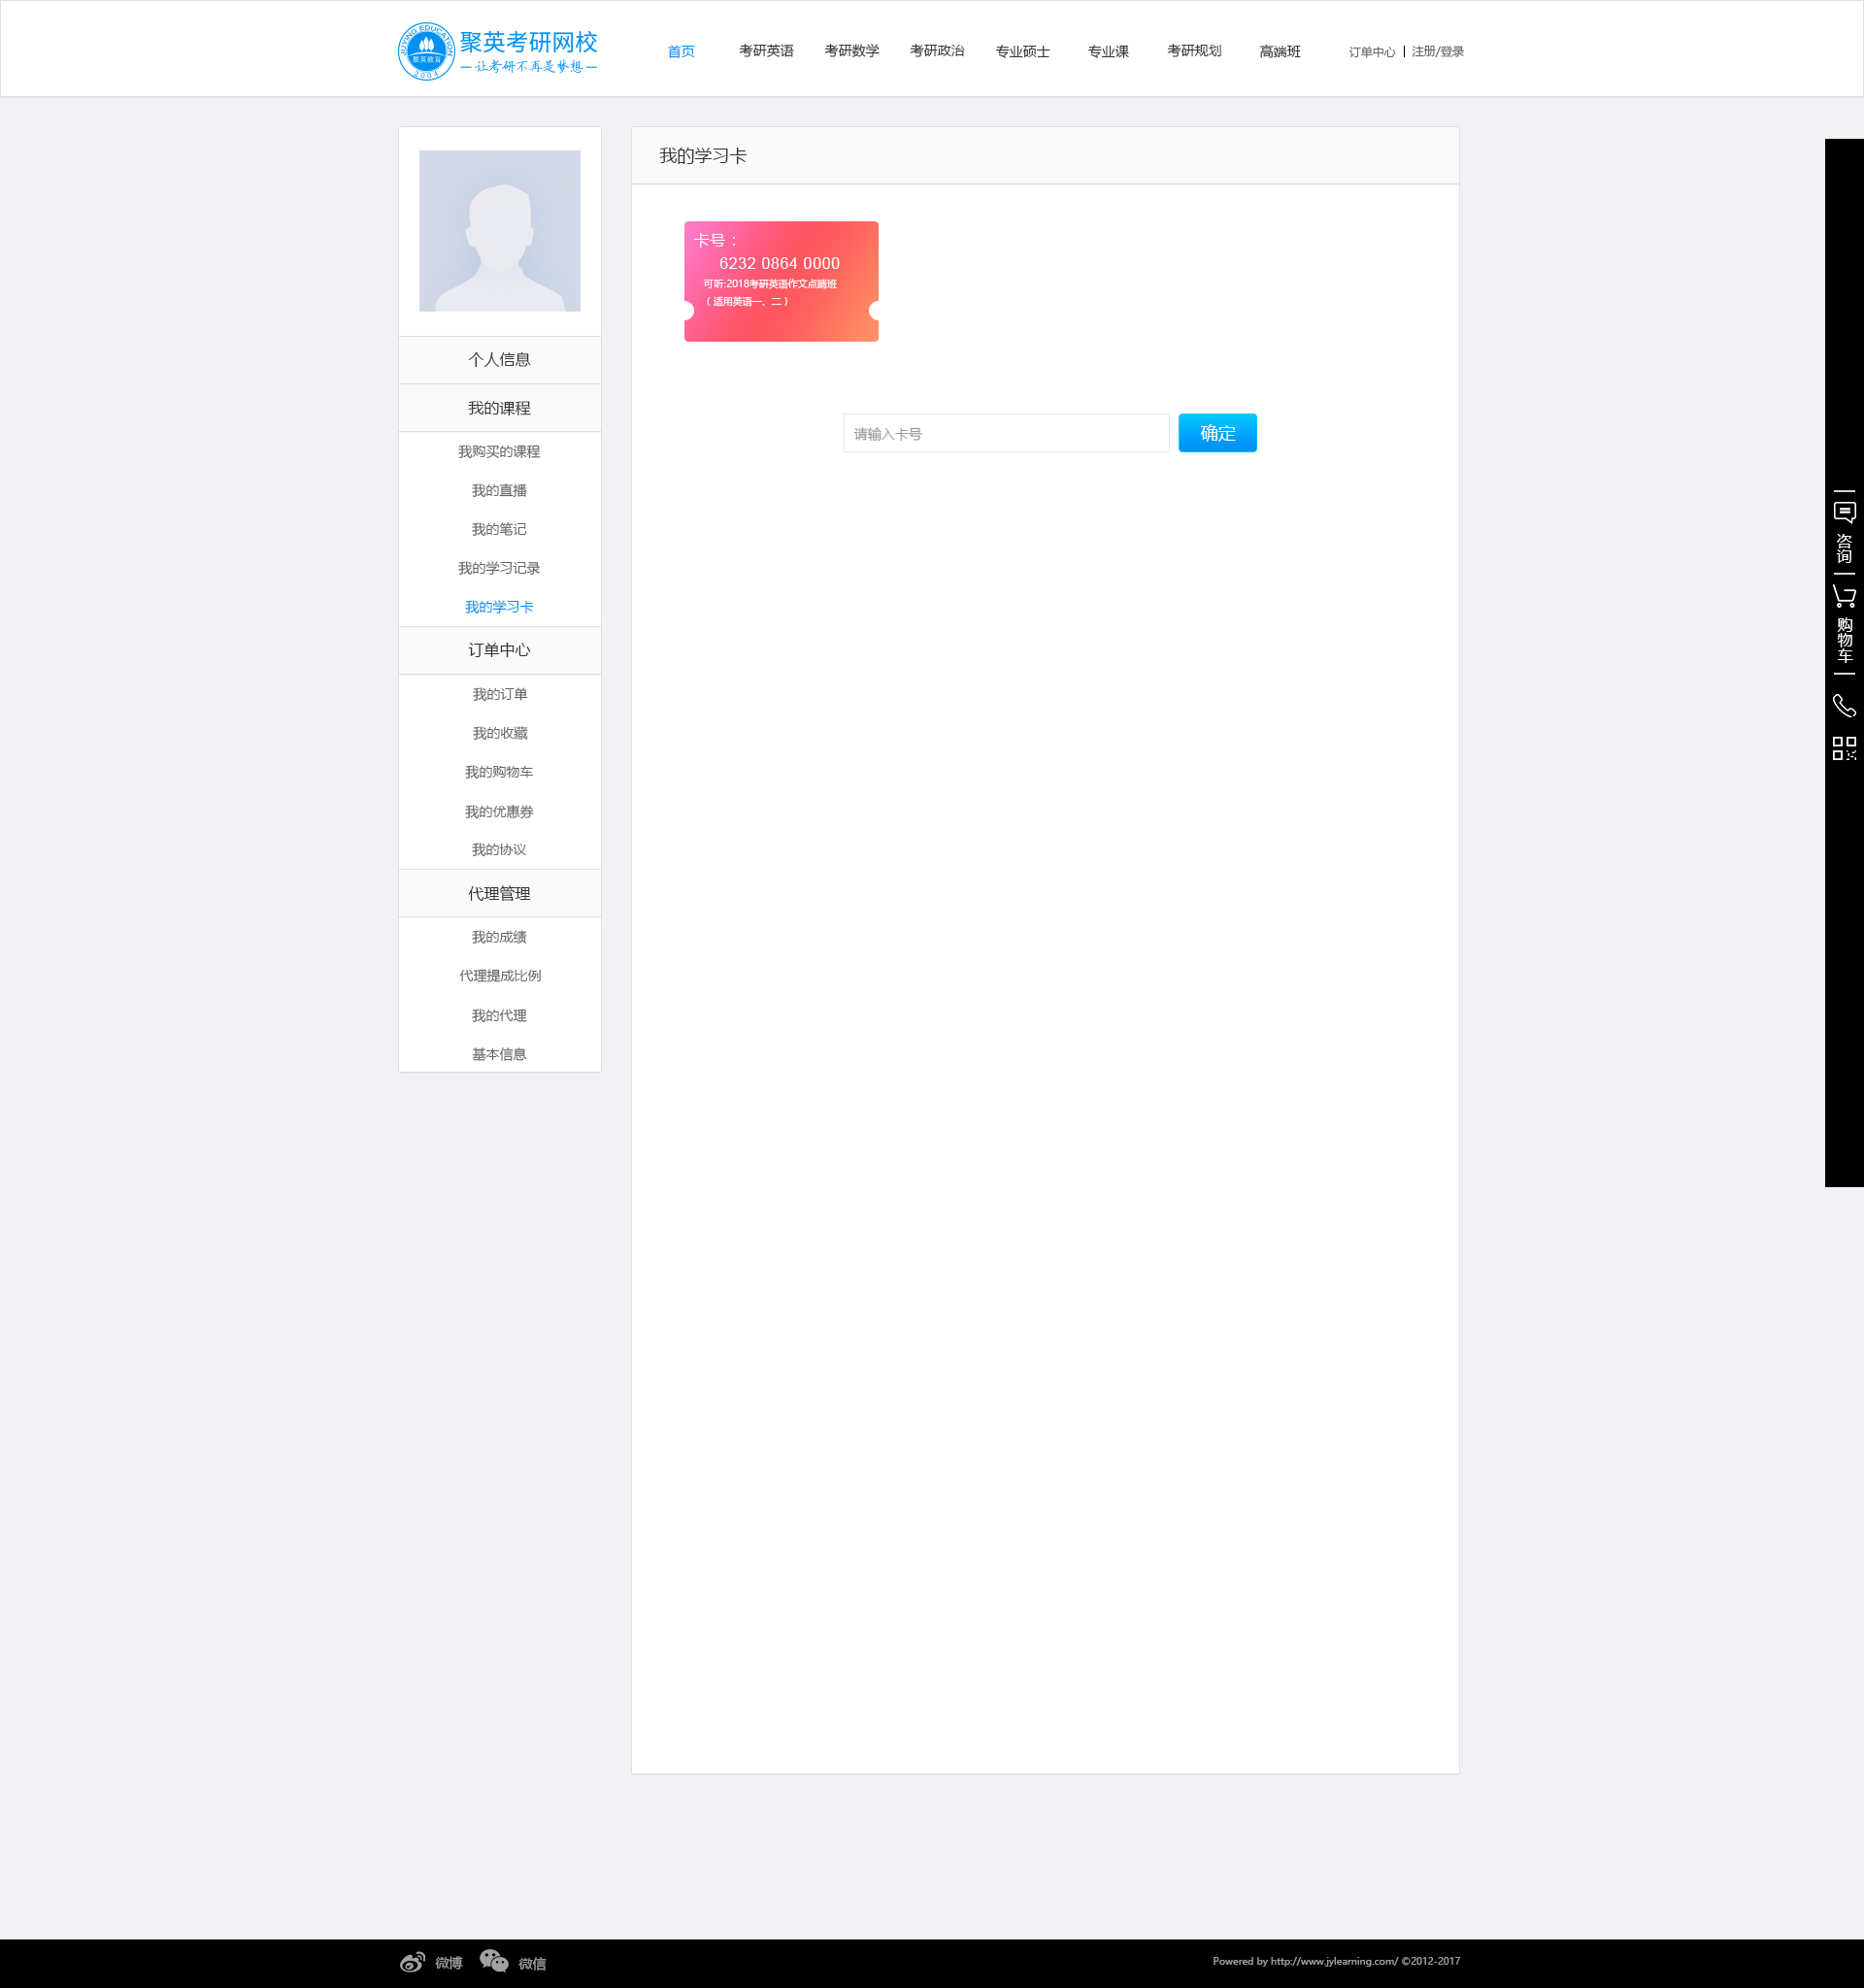 JUYING EDUCATION
聚英教育
2004
聚英考研网校
—让考研不再是梦想—
首页
考研英语
考研数学
考研政治
专业硕士
专业课
考研规划
高端班
订单中心 | 注册/登录
个人信息
我的课程
我购买的课程
我的直播
我的笔记
我的学习记录
我的学习卡
订单中心
我的订单
我的收藏
我的购物车
我的优惠券
我的协议
代理管理
我的成绩
代理提成比例
我的代理
基本信息
我的学习卡
卡号：
6232 0864 0000
可听:2018考研英语作文点睛班
（适用英语一、二）
请输入卡号
确定
咨询
购物车
微博
微信
Powered by http://www.jylearning.com/ ©2012-2017